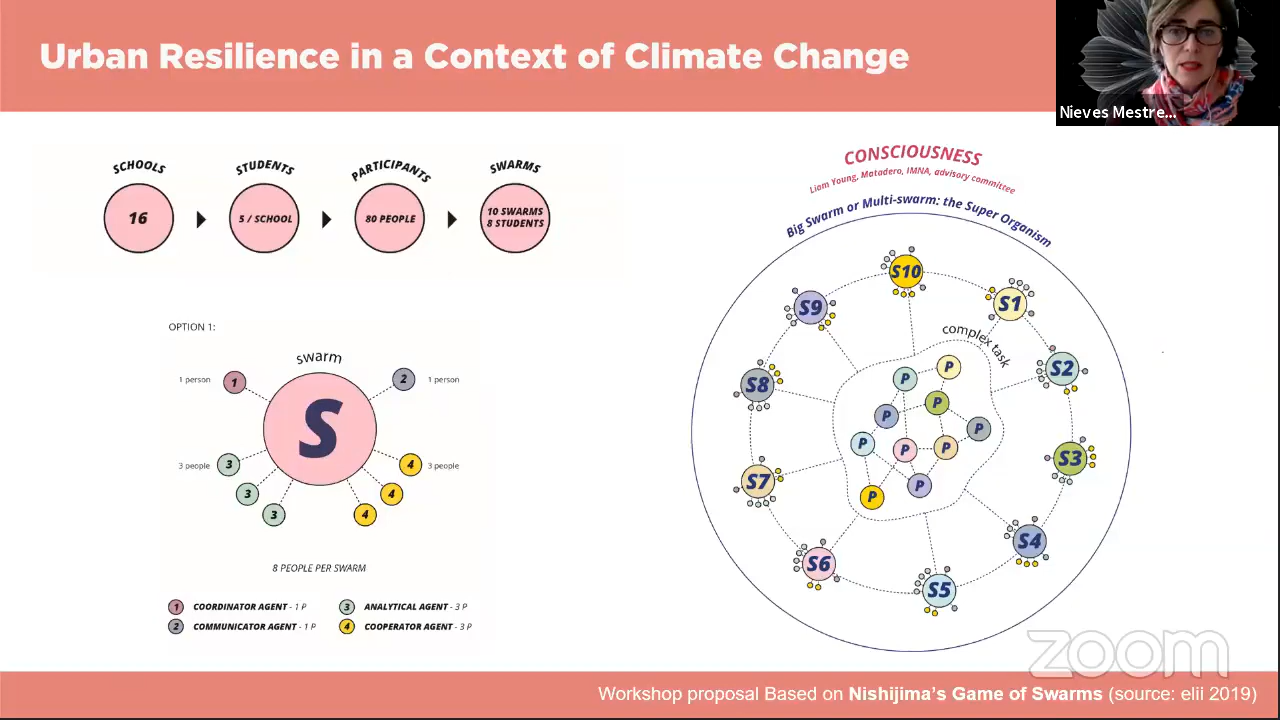 Urban Resilience in a Context of Climate Change
Nieves Mestre...
SCHOOLS
STUDENTS
PARTICIPANTS
SWARMS
16
5 / SCHOOL
80 PEOPLE
10 SWARMS
8 STUDENTS
OPTION 1:
swarm
1 person
1
2
1 person
S
3 people
3
4
3 people
3
4
3
4
8 PEOPLE PER SWARM
1 COORDINATOR AGENT - 1 P
3 ANALYTICAL AGENT - 3 P
2 COMMUNICATOR AGENT - 1 P
4 COOPERATOR AGENT - 3 P
CONSCIOUSNESS
Liam Young, Matadero, IMNA, advisory committee
Big Swarm or Multi-swarm: the Super Organism
S10
S9
S1
complex task
S8
S2
P
P
P
P
P
P
P
P
P
P
S7
S3
S6
S4
S5
zoom
Workshop proposal Based on Nishijima's Game of Swarms (source: elii 2019)